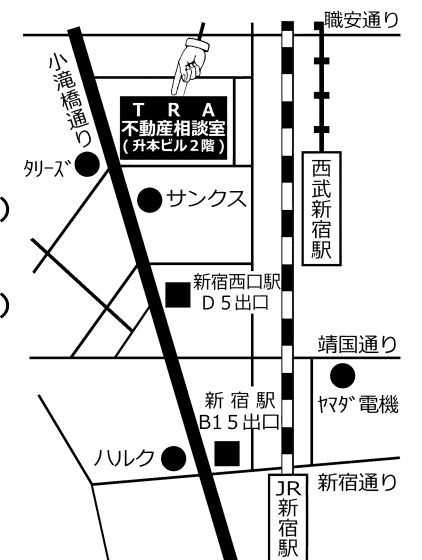 職安通り
小滝橋通り
TRA
不動産相談室
(升本ビル2階)
西武新宿駅
ﾀﾘｰｽﾞ
サンクス
新宿西口駅
D5出口
靖国通り
ﾔﾏﾀﾞ電機
新宿駅
B15出口
ハルク
新宿通り
JR新宿駅